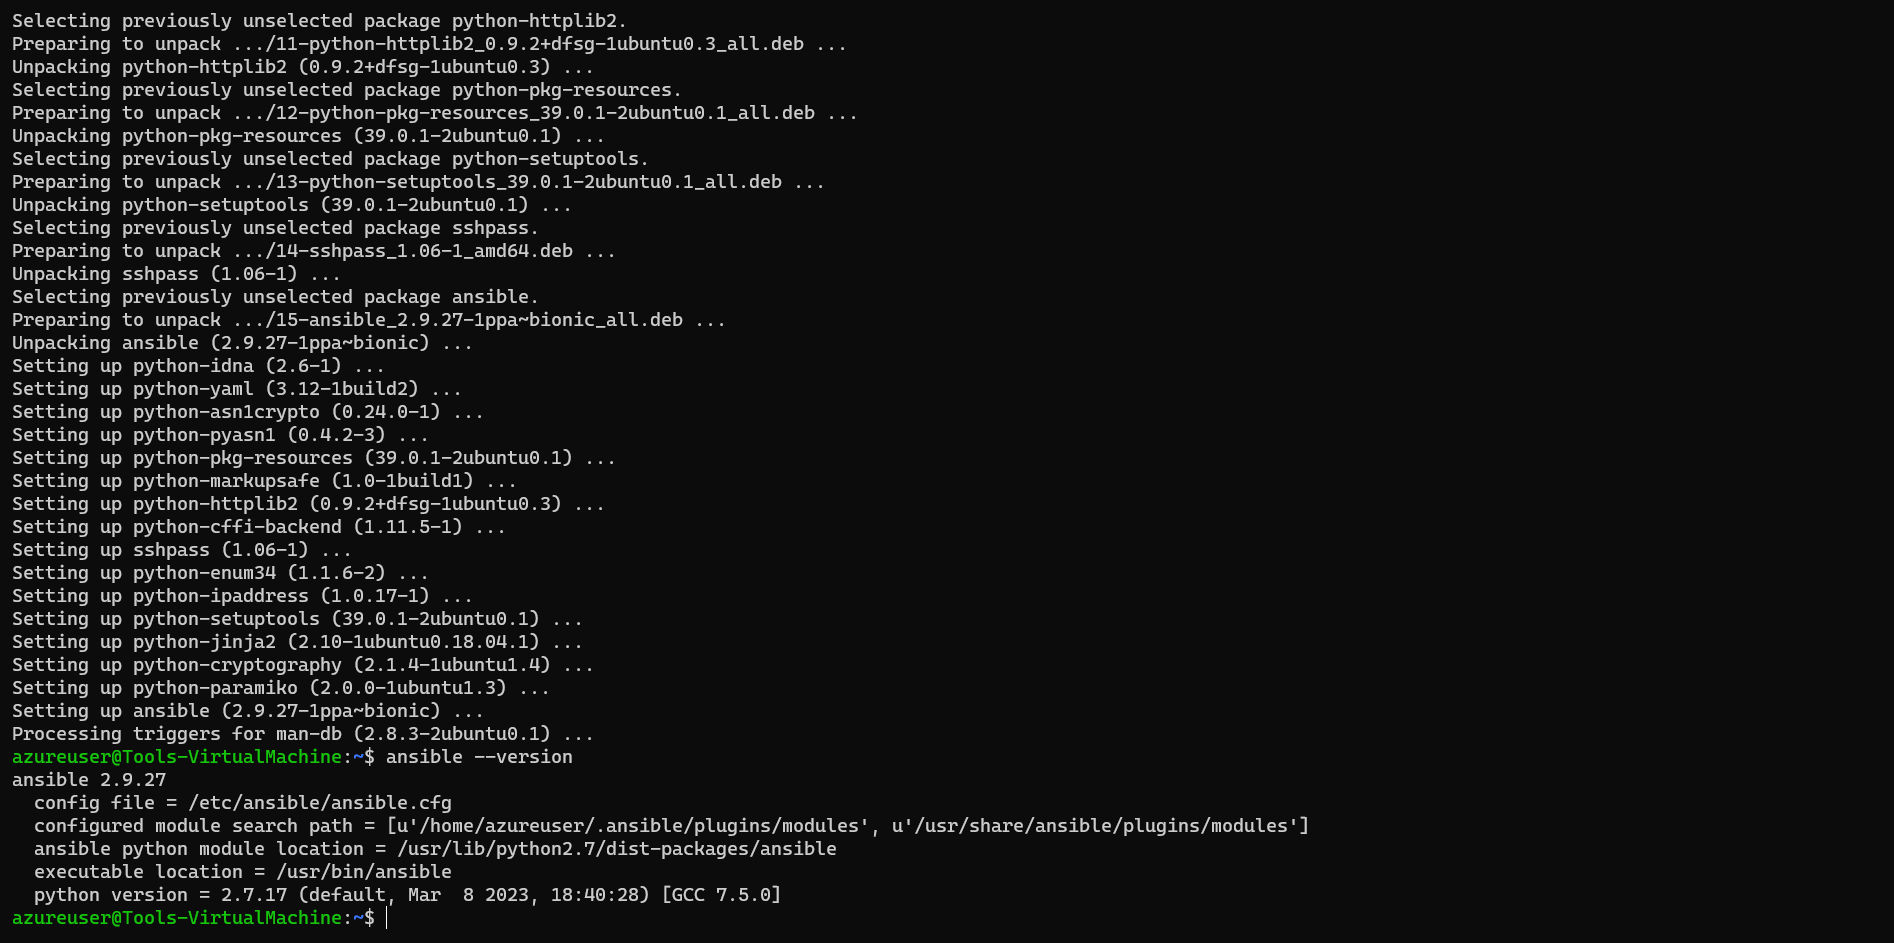 Selecting previously unselected package python-httplib2.
Preparing to unpack .../11-python-httplib2_0.9.2+dfsg-1ubuntu0.3_all.deb ...
Unpacking python-httplib2 (0.9.2+dfsg-1ubuntu0.3) ...
Selecting previously unselected package python-pkg-resources.
Preparing to unpack .../12-python-pkg-resources_39.0.1-2ubuntu0.1_all.deb ...
Unpacking python-pkg-resources (39.0.1-2ubuntu0.1) ...
Selecting previously unselected package python-setuptools.
Preparing to unpack .../13-python-setuptools_39.0.1-2ubuntu0.1_all.deb ...
Unpacking python-setuptools (39.0.1-2ubuntu0.1) ...
Selecting previously unselected package sshpass.
Preparing to unpack .../14-sshpass_1.06-1_amd64.deb ...
Unpacking sshpass (1.06-1) ...
Selecting previously unselected package ansible.
Preparing to unpack .../15-ansible_2.9.27-1ppa~bionic_all.deb ...
Unpacking ansible (2.9.27-1ppa~bionic) ...
Setting up python-idna (2.6-1) ...
Setting up python-yaml (3.12-1build2) ...
Setting up python-asn1crypto (0.24.0-1) ...
Setting up python-pyasn1 (0.4.2-3) ...
Setting up python-pkg-resources (39.0.1-2ubuntu0.1) ...
Setting up python-markupsafe (1.0-1build1) ...
Setting up python-httplib2 (0.9.2+dfsg-1ubuntu0.3) ...
Setting up python-cffi-backend (1.11.5-1) ...
Setting up sshpass (1.06-1) ...
Setting up python-enum34 (1.1.6-2) ...
Setting up python-ipaddress (1.0.17-1) ...
Setting up python-setuptools (39.0.1-2ubuntu0.1) ...
Setting up python-jinja2 (2.10-1ubuntu0.18.04.1) ...
Setting up python-cryptography (2.1.4-1ubuntu1.4) ...
Setting up python-paramiko (2.0.0-1ubuntu1.3) ...
Setting up ansible (2.9.27-1ppa~bionic) ...
Processing triggers for man-db (2.8.3-2ubuntu0.1) ...
azureuser@Tools-VirtualMachine:~$ ansible --version
ansible 2.9.27
  config file = /etc/ansible/ansible.cfg
  configured module search path = [u'/home/azureuser/.ansible/plugins/modules', u'/usr/share/ansible/plugins/modules']
  ansible python module location = /usr/lib/python2.7/dist-packages/ansible
  executable location = /usr/bin/ansible
  python version = 2.7.17 (default, Mar  8 2023, 18:40:28) [GCC 7.5.0]
azureuser@Tools-VirtualMachine:~$